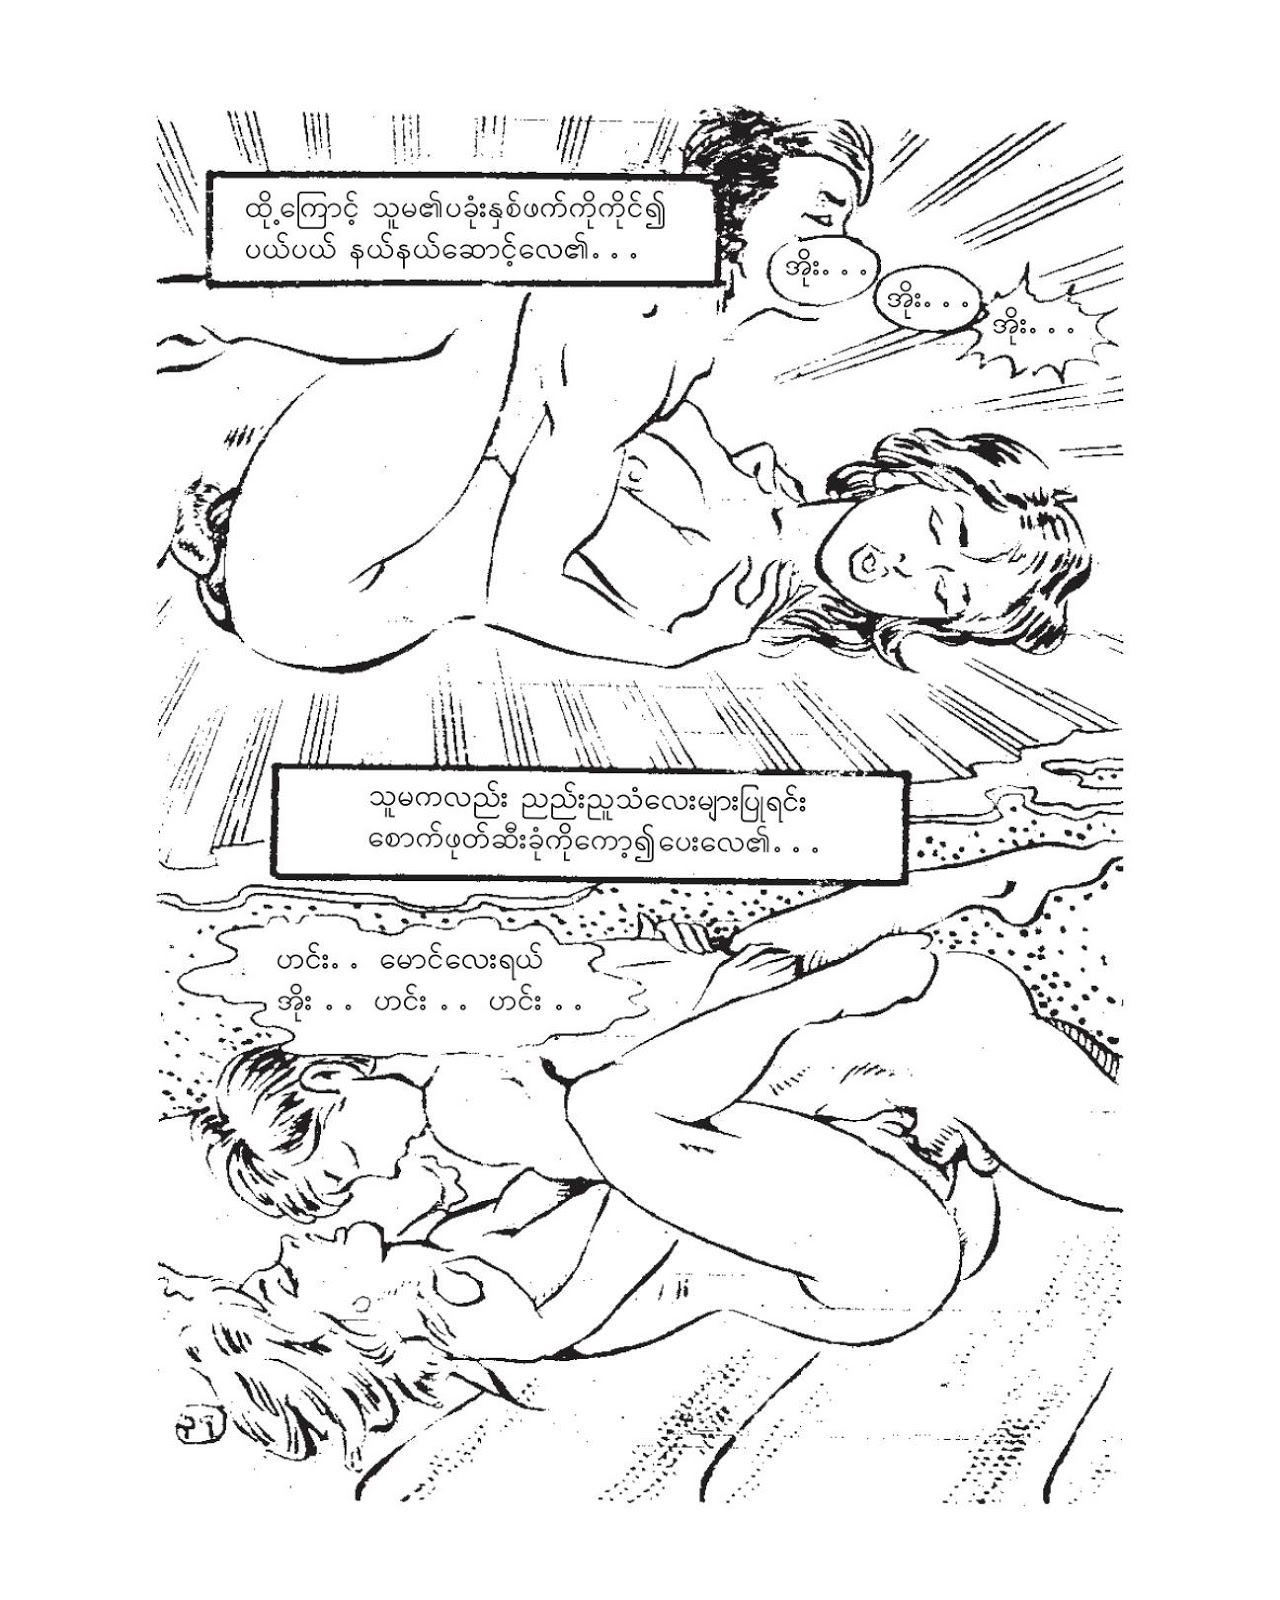 ထို့ကြောင့် သူမ၏ပခုံးနှစ်ဖက်ကိုကိုင်၍
ပယ်ပယ် နယ်နယ်ဆောင့်လေ၏. . .
အိုး. . .
အိုး. . .
အိုး. . .
သူမကလည်း ညည်းညူသံလေးများပြုရင်း
စောက်ဖုတ်ဆီးခုံကိုကော့၍ပေးလေ၏. . .
ဟင်း. . မောင်လေးရယ်
အိုး . . ဟင်း . . ဟင်း . .
၃၇